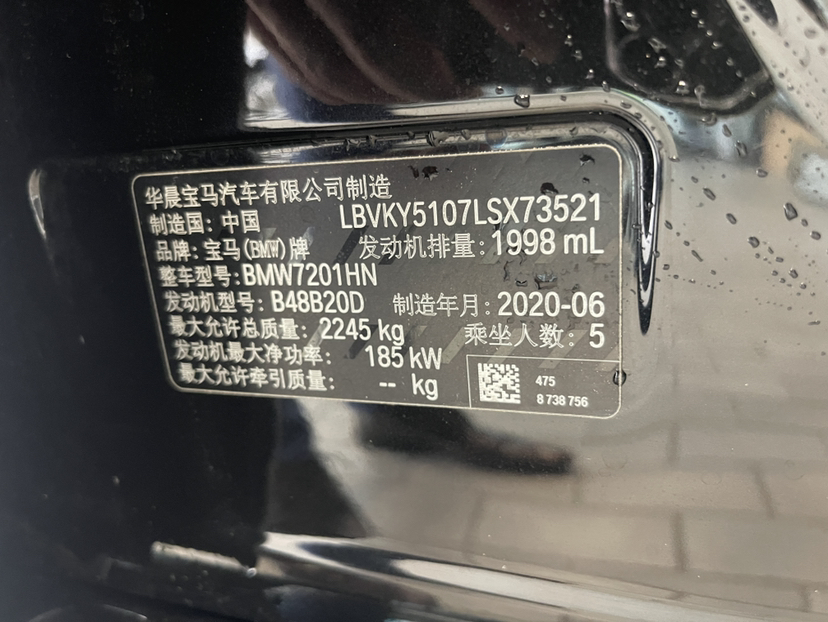 华晨宝马汽车有限公司制造
制造国: 中国 LBVKY5107LSX73521
品牌: 宝马(BMW)牌 发动机排量: 1998 mL
整车型号: BMW7201HN
发动机型号: B48B20D 制造年月: 2020-06
最大允许总质量: 2245 kg 乘坐人数: 5
发动机最大净功率: 185 kW
最大允许牵引质量: -- kg
475
8 738 756